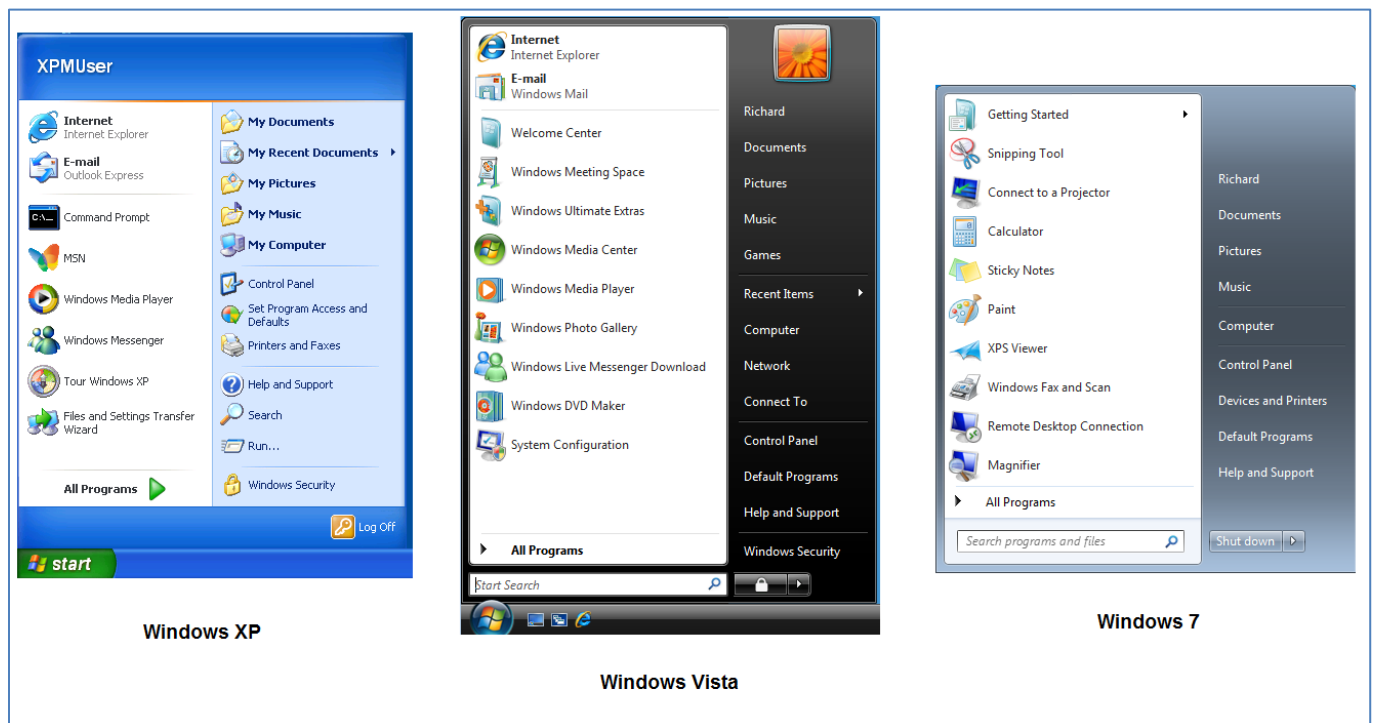 XPMUser
Internet
Internet Explorer
E-mail
Outlook Express
C:\_
Command Prompt
MSN
Windows Media Player
Windows Messenger
Tour Windows XP
Files and Settings Transfer
Wizard
All Programs
My Documents
My Recent Documents
My Pictures
My Music
My Computer
Control Panel
Set Program Access and
Defaults
Printers and Faxes
Help and Support
Search
Run...
Windows Security
Log Off
start
Windows XP
Internet
Internet Explorer
E-mail
Windows Mail
Welcome Center
Windows Meeting Space
Windows Ultimate Extras
Windows Media Center
Windows Media Player
Windows Photo Gallery
Windows Live Messenger Download
Windows DVD Maker
System Configuration
All Programs
Start Search
Richard
Documents
Pictures
Music
Games
Recent Items
Computer
Network
Connect To
Control Panel
Default Programs
Help and Support
Windows Security
Windows Vista
Getting Started
Snipping Tool
Connect to a Projector
Calculator
Sticky Notes
Paint
XPS Viewer
Windows Fax and Scan
Remote Desktop Connection
Magnifier
All Programs
Search programs and files
Richard
Documents
Pictures
Music
Computer
Control Panel
Devices and Printers
Default Programs
Help and Support
Shut down
Windows 7